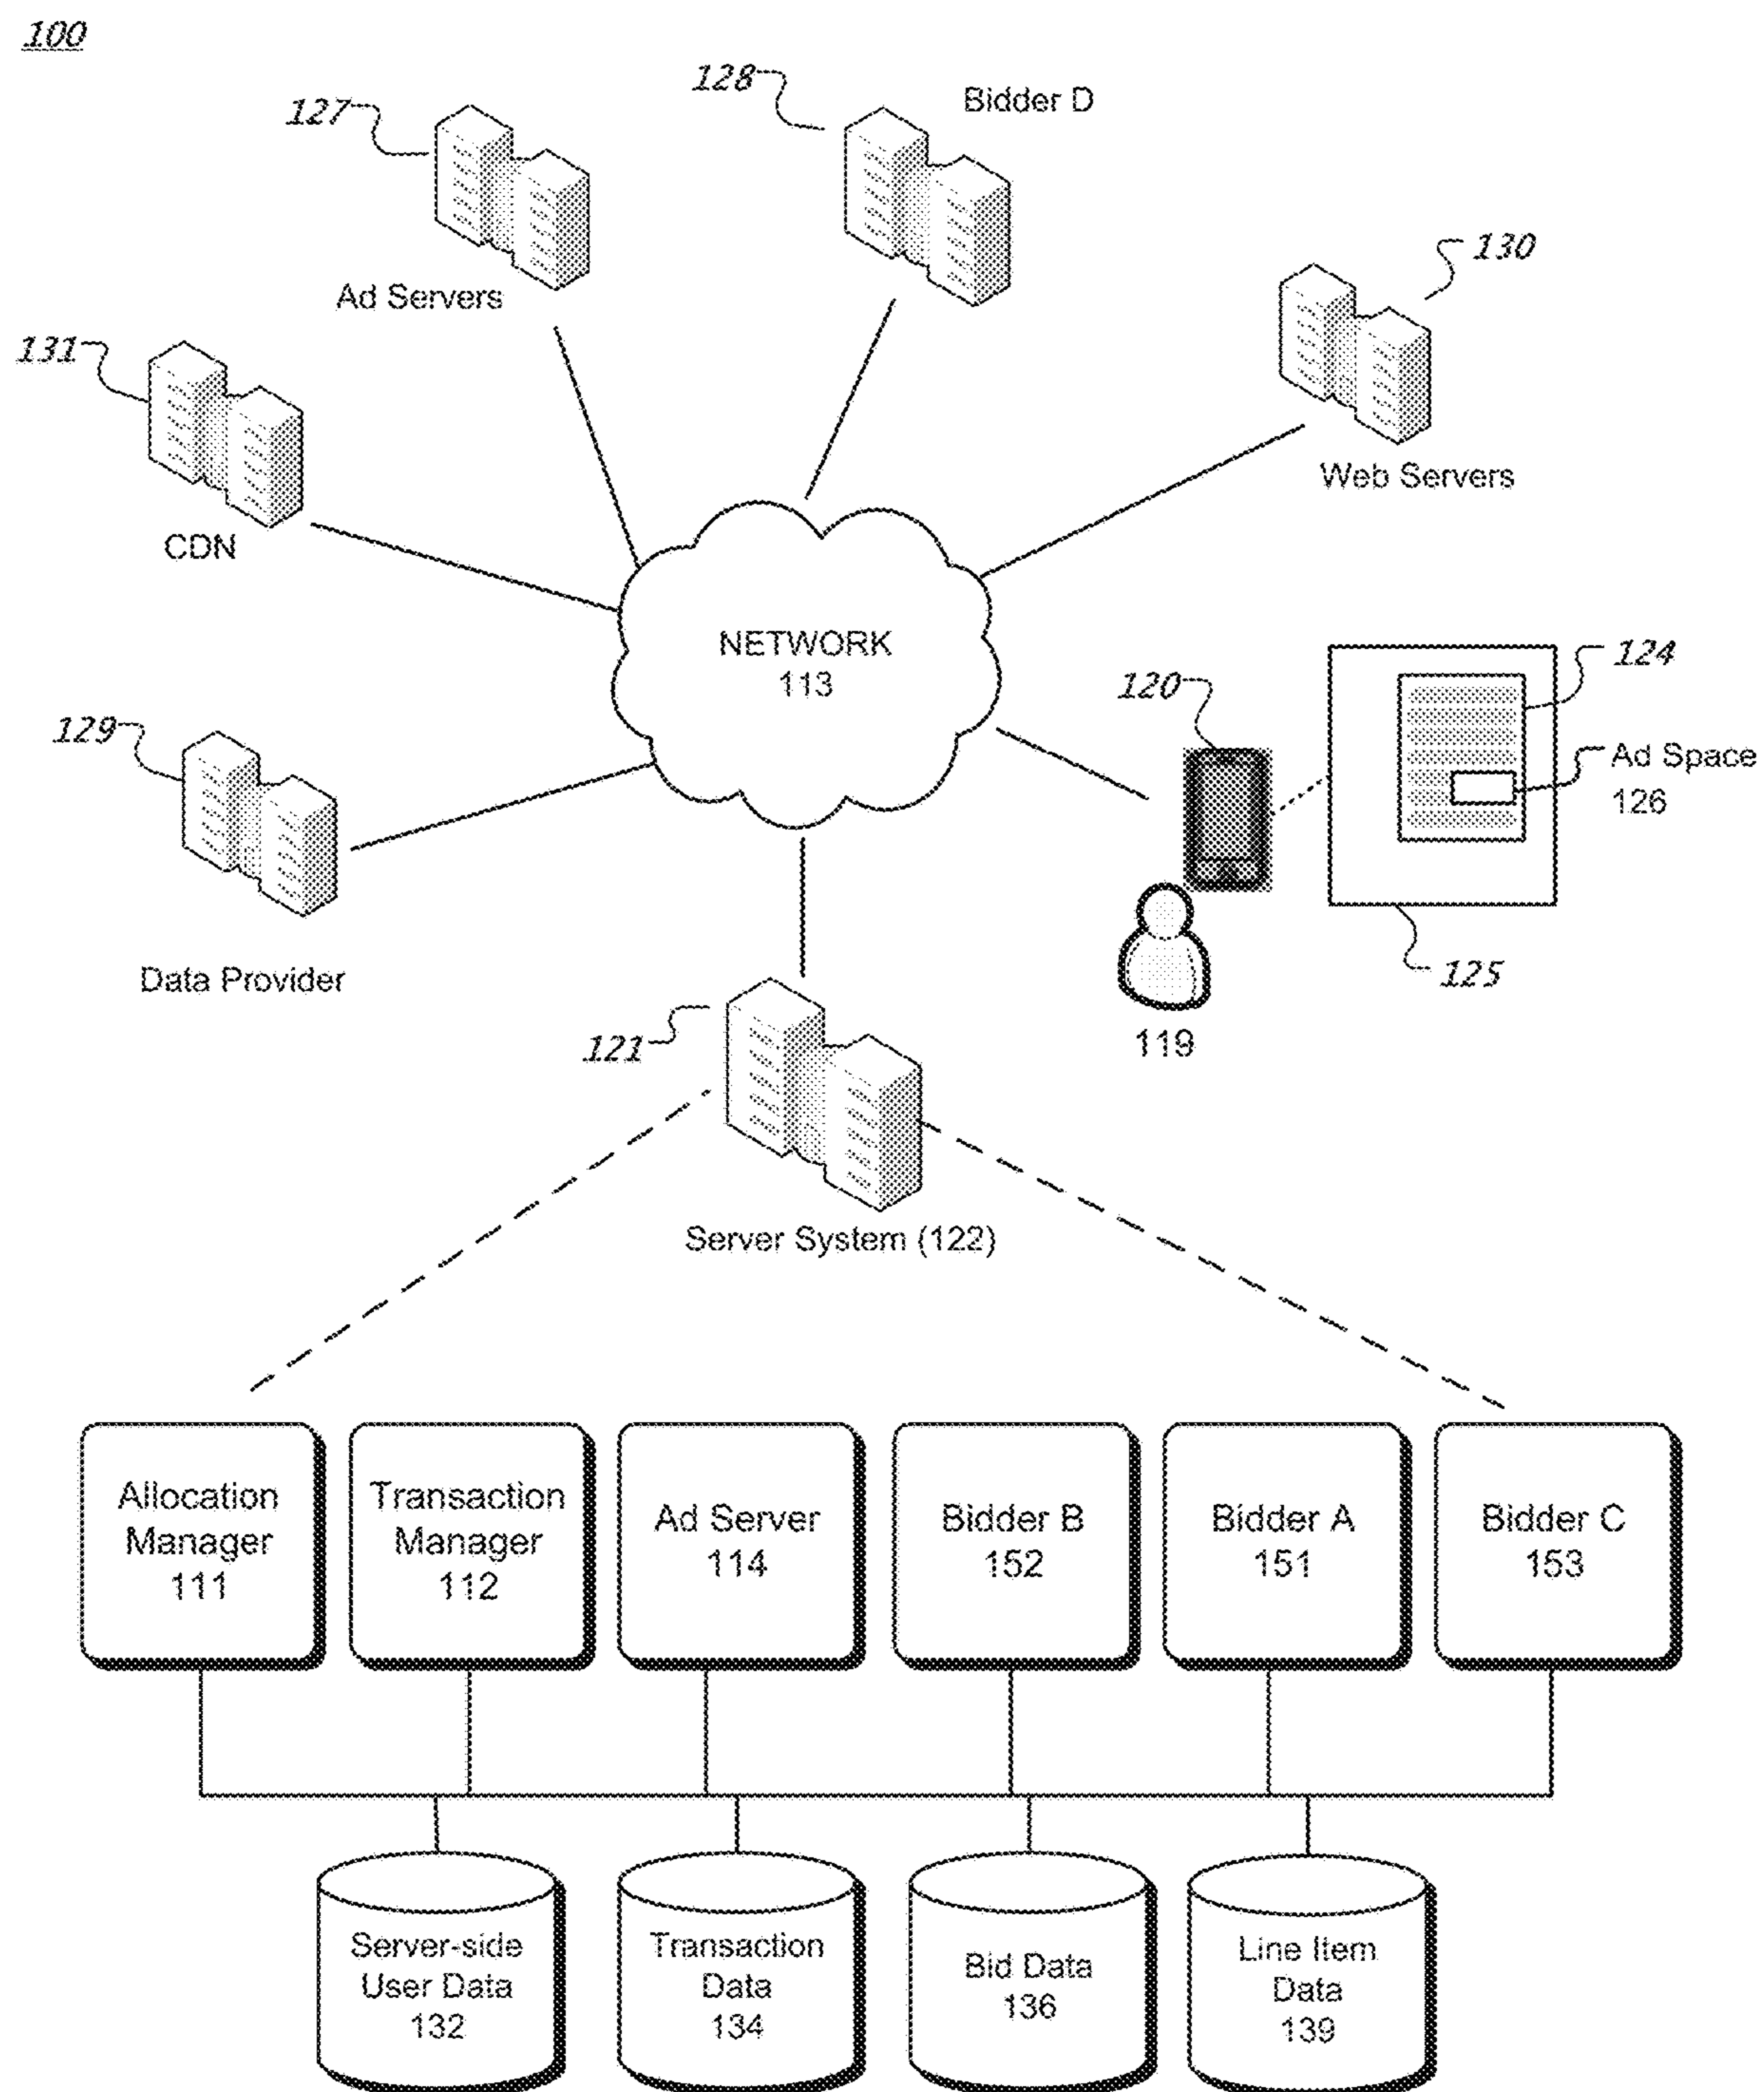 100
127
128
Bidder D
130
Ad Servers
131
Web Servers
CDN
NETWORK
113
124
120
129
Ad Space
126
Data Provider
125
121
119
Server System (122)
Allocation
Manager
111
Transaction
Manager
112
Ad Server
114
Bidder B
152
Bidder A
151
Bidder C
153
Server-side
User Data
132
Transaction
Data
134
Bid Data
136
Line Item
Data
139